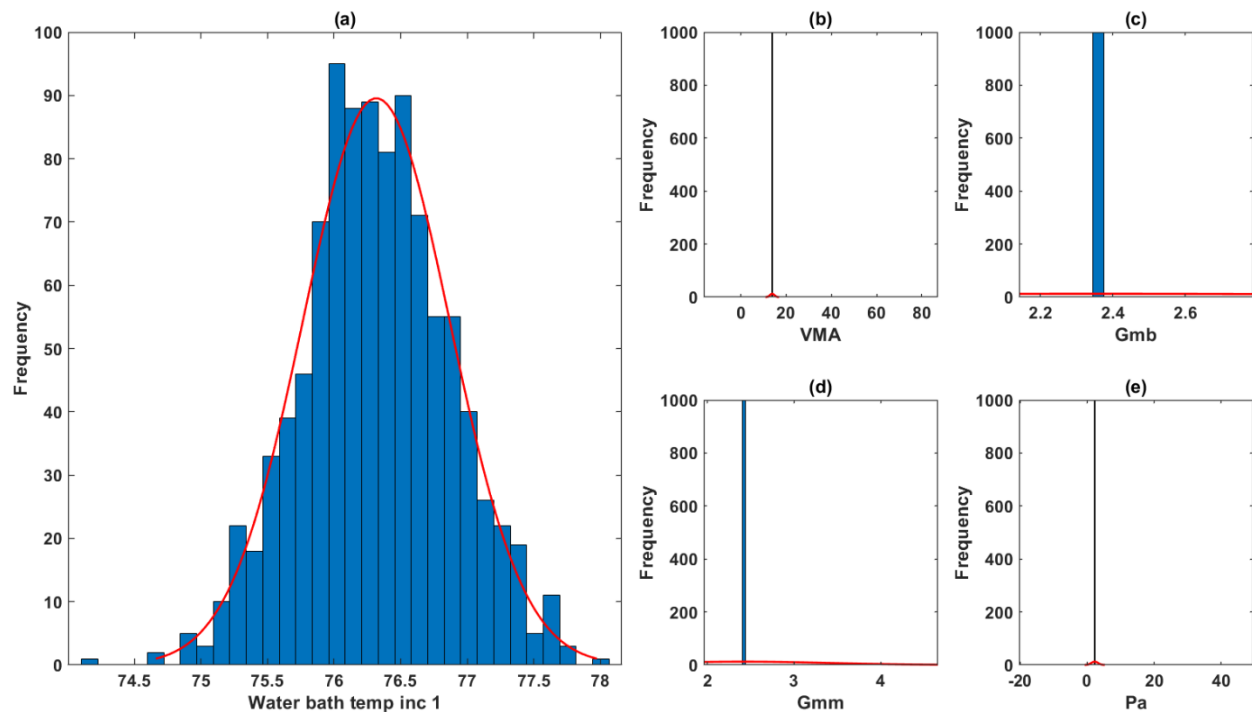 (a)
100
90
80
70
60
50
40
30
20
10
0
Frequency
74.5 75 75.5 76 76.5 77 77.5 78
Water bath temp inc 1
(b)
1000
800
600
400
200
0
Frequency
0 20 40 60 80
VMA
(c)
1000
800
600
400
200
0
Frequency
2.2 2.4 2.6
Gmb
(d)
1000
800
600
400
200
0
Frequency
2 3 4
Gmm
(e)
1000
800
600
400
200
0
Frequency
-20 0 20 40
Pa